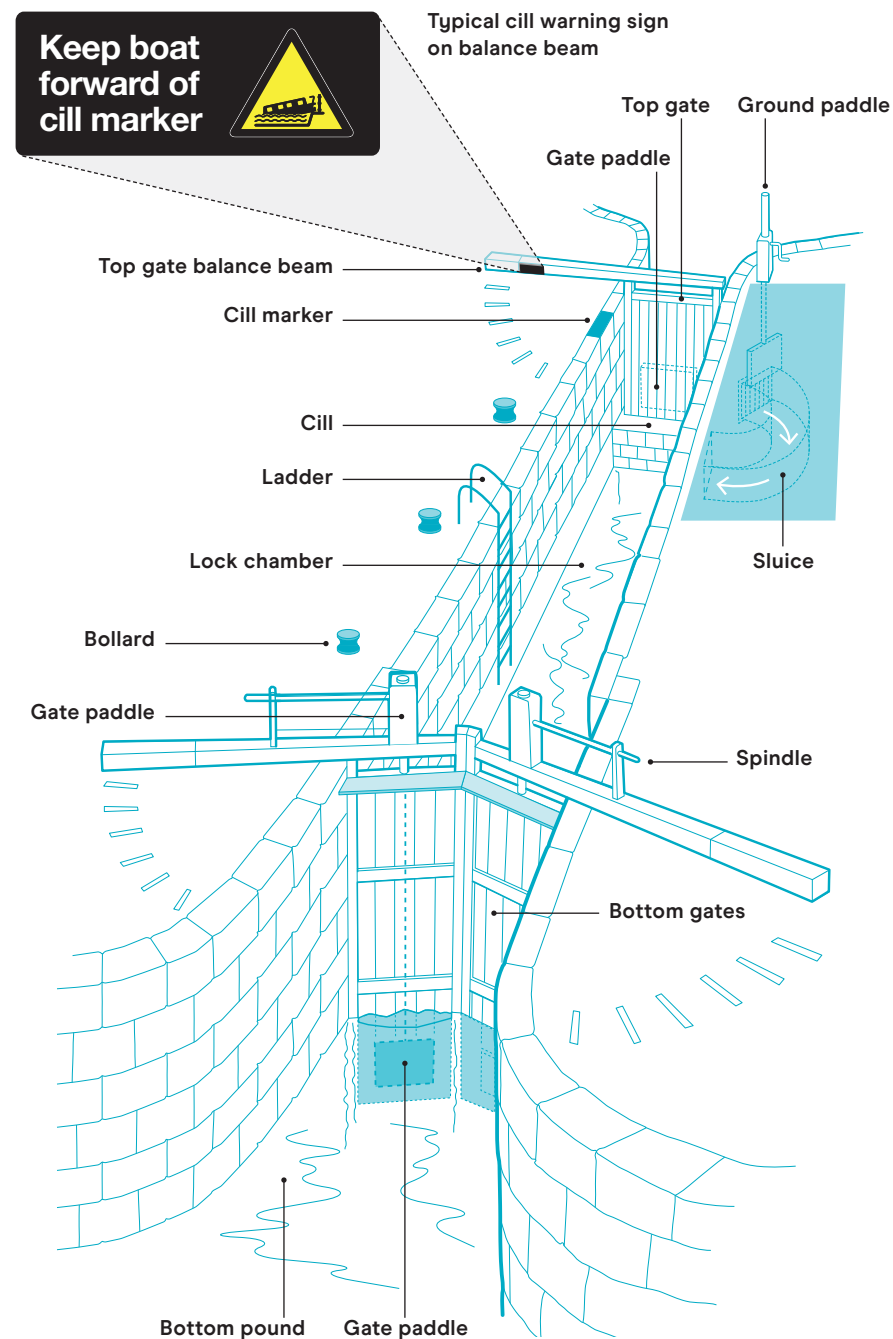 Keep boat
forward of
cill marker
Typical cill warning sign
on balance beam
Top gate
Ground paddle
Gate paddle
Top gate balance beam
Cill marker
Cill
Ladder
Lock chamber
Sluice
Bollard
Gate paddle
Spindle
Bottom gates
Bottom pound
Gate paddle